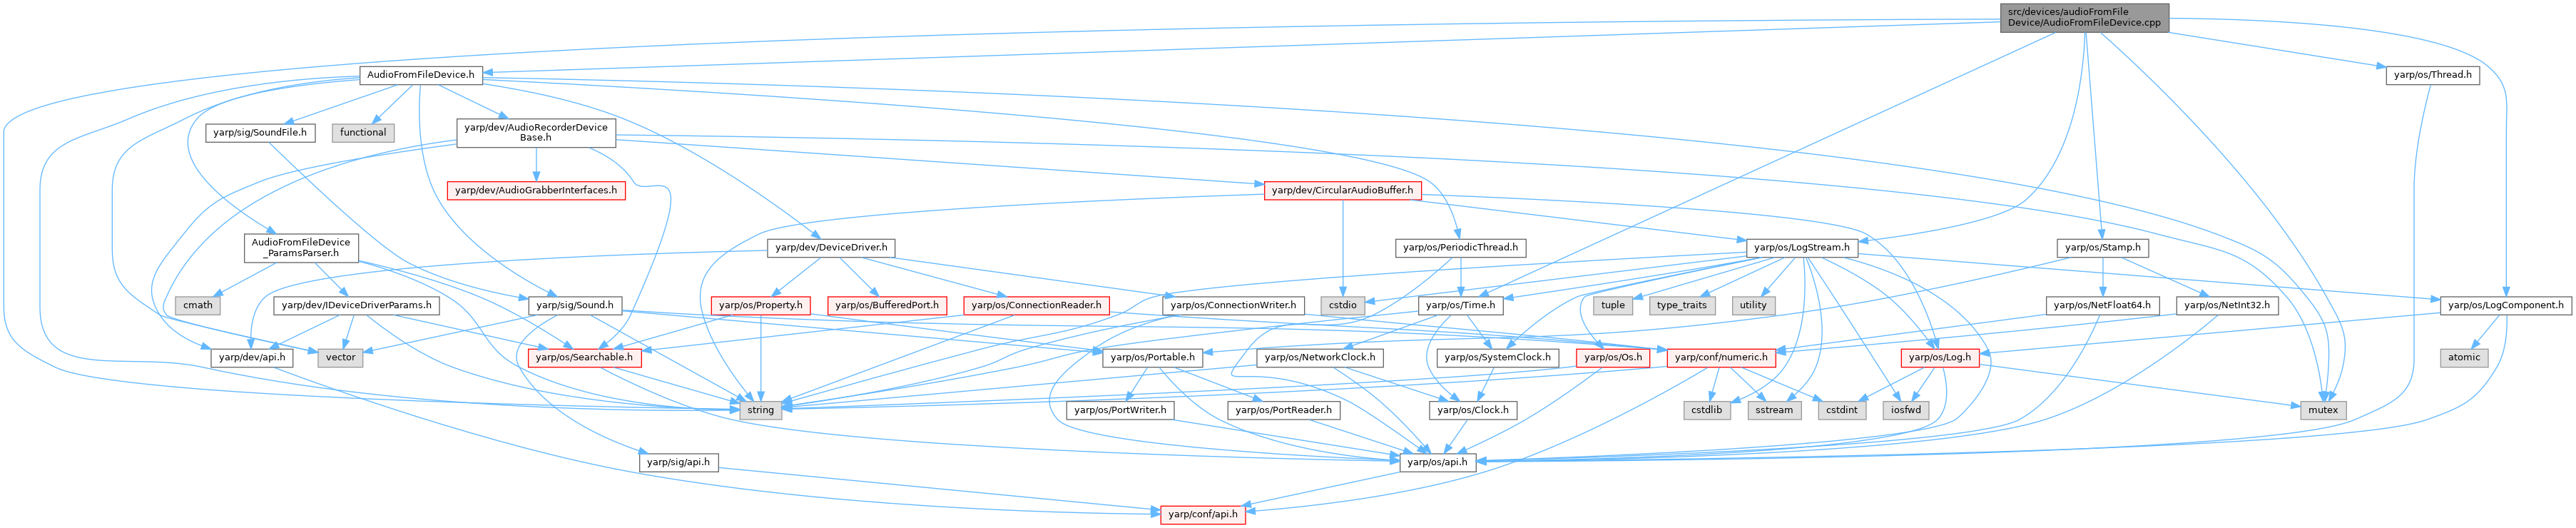 src/devices/audioFromFile
Device/AudioFromFileDevice.cpp
AudioFromFileDevice.h
yarp/os/Thread.h
yarp/sig/SoundFile.h
functional
yarp/dev/AudioRecorderDevice
Base.h
yarp/dev/AudioGrabberInterfaces.h
yarp/dev/CircularAudioBuffer.h
AudioFromFileDevice
_ParamsParser.h
yarp/dev/DeviceDriver.h
yarp/os/PeriodicThread.h
yarp/os/LogStream.h
yarp/os/Stamp.h
cmath
yarp/dev/IDeviceDriverParams.h
yarp/sig/Sound.h
yarp/os/Property.h
yarp/os/BufferedPort.h
yarp/os/ConnectionReader.h
yarp/os/ConnectionWriter.h
cstdio
yarp/os/Time.h
tuple
type_traits
utility
yarp/os/NetFloat64.h
yarp/os/NetInt32.h
yarp/os/LogComponent.h
yarp/dev/api.h
vector
yarp/os/Searchable.h
yarp/os/Portable.h
yarp/os/NetworkClock.h
yarp/os/SystemClock.h
yarp/os/Os.h
yarp/conf/numeric.h
yarp/os/Log.h
atomic
string
yarp/os/PortWriter.h
yarp/os/PortReader.h
yarp/os/Clock.h
cstdlib
sstream
cstdint
iosfwd
mutex
yarp/sig/api.h
yarp/os/api.h
yarp/conf/api.h